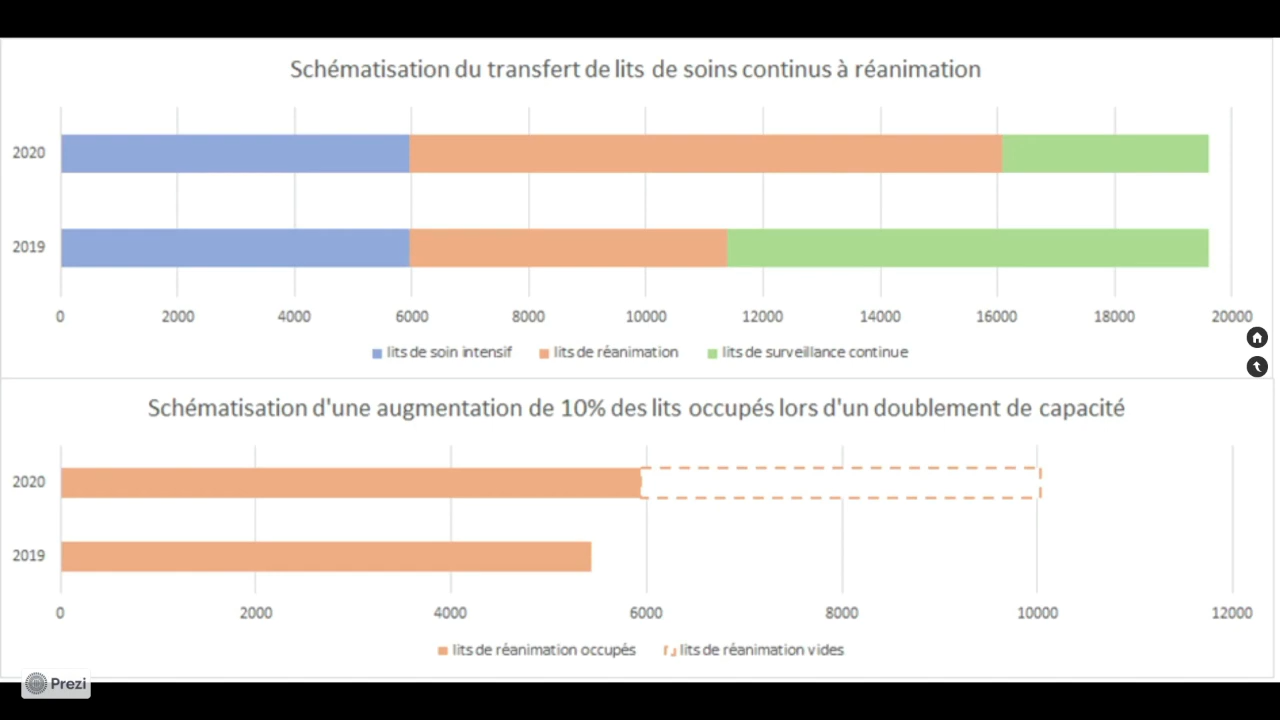 Schématisation du transfert de lits de soins continus à réanimation
2020
2019
0 2000 4000 6000 8000 10000 12000 14000 16000 18000 20000
lits de soin intensif lits de réanimation lits de surveillance continue
Schématisation d'une augmentation de 10% des lits occupés lors d'un doublement de capacité
2020
2019
0 2000 4000 6000 8000 10000 12000
lits de réanimation occupés lits de réanimation vides
Prezi